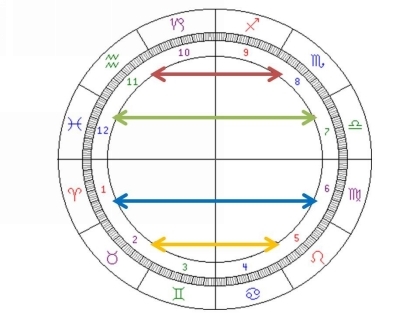 ♑ ♐
10 9
♒ 11 8 ♏
♓ 12 7 ♎
♈ 1 6 ♍
♉ 2 5 ♌
3 4
♊ ♋